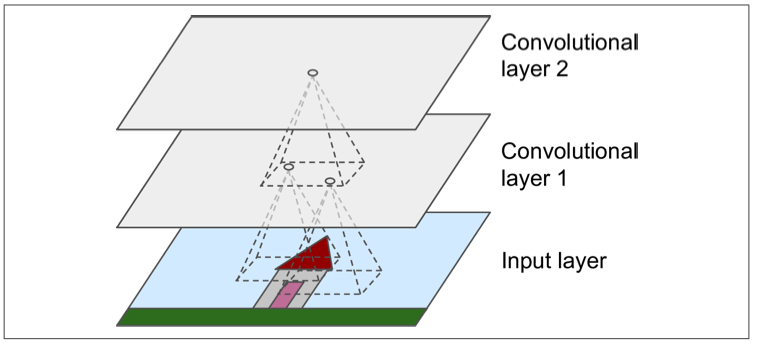 Convolutional
layer 2
Convolutional
layer 1
Input layer